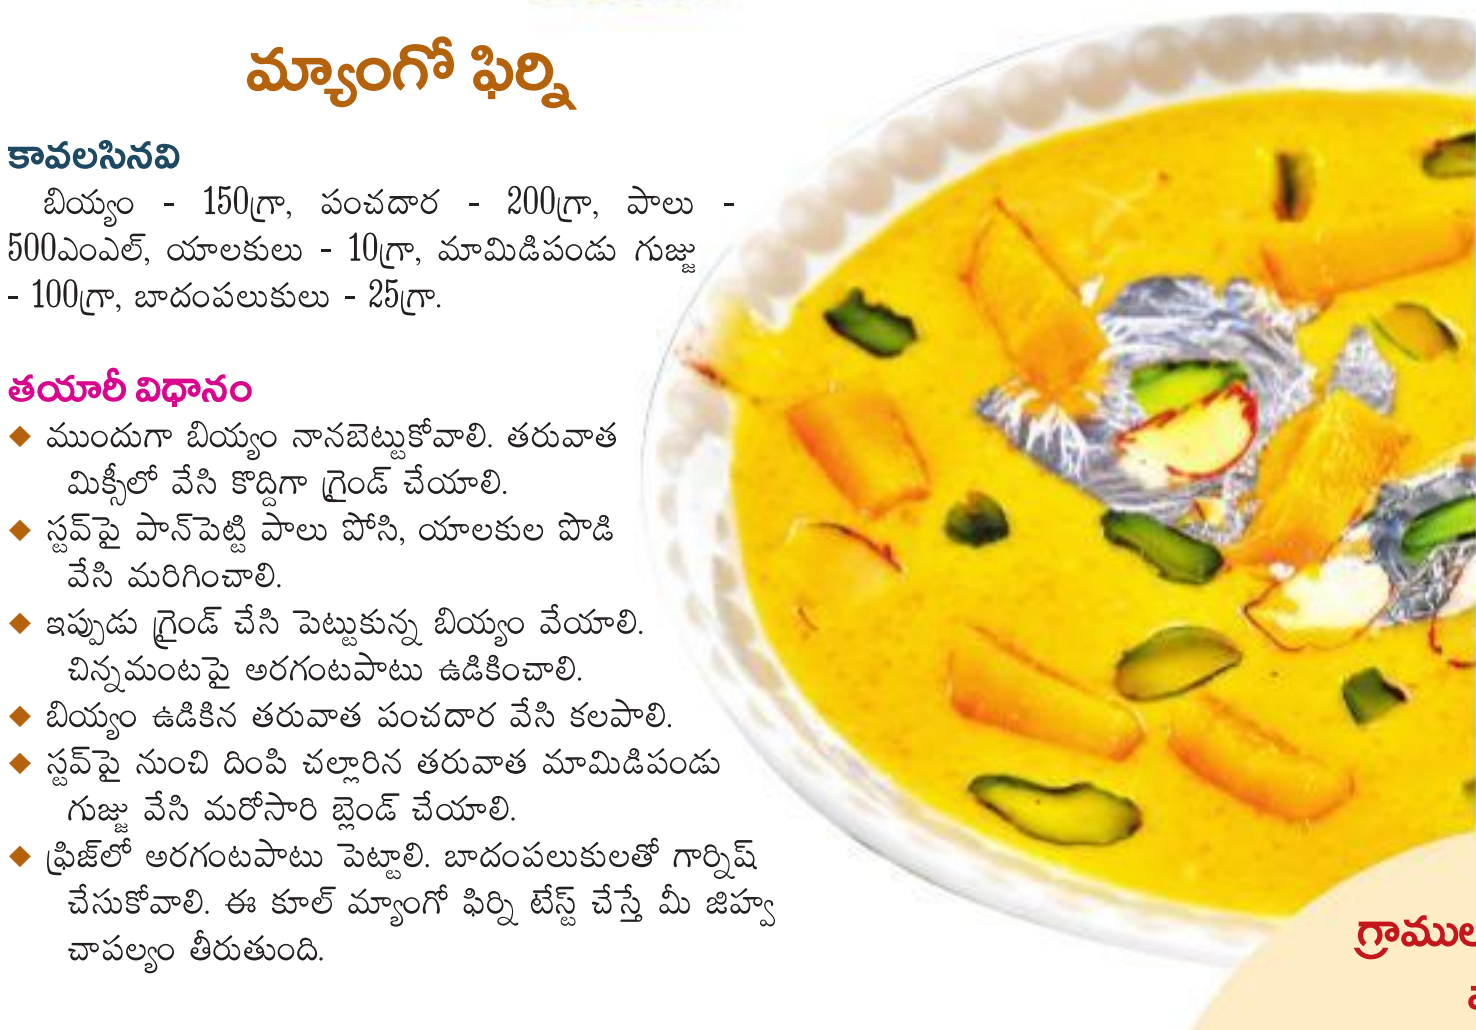 మ్యాంగో ఫిర్ని
కావలసినవి
బియ్యం - 150గ్రా, పంచదార - 200గ్రా, పాలు -
500ఎంఎల్, యాలకులు - 10గ్రా, మామిడిపండు గుజ్జు
- 100గ్రా, బాదంపలుకులు - 25గ్రా.
తయారీ విధానం
◆ ముందుగా బియ్యం నానబెట్టుకోవాలి. తరువాత
మిక్సీలో వేసి కొద్దిగా గ్రైండ్ చేయాలి.
◆ స్టవ్‌పై పాన్‌పెట్టి పాలు పోసి, యాలకుల పొడి
వేసి మరిగించాలి.
◆ ఇప్పుడు గ్రైండ్ చేసి పెట్టుకున్న బియ్యం వేయాలి.
చిన్నమంటపై అరగంటపాటు ఉడికించాలి.
◆ బియ్యం ఉడికిన తరువాత పంచదార వేసి కలపాలి.
◆ స్టవ్‌పై నుంచి దింపి చల్లారిన తరువాత మామిడిపండు
గుజ్జు వేసి మరోసారి బ్లెండ్ చేయాలి.
◆ ఫ్రిజ్‌లో అరగంటపాటు పెట్టాలి. బాదంపలుకులతో గార్నిష్
చేసుకోవాలి. ఈ కూల్ మ్యాంగో ఫిర్ని టేస్ట్ చేస్తే మీ జిహ్వ
చాపల్యం తీరుతుంది.
గ్రాముల